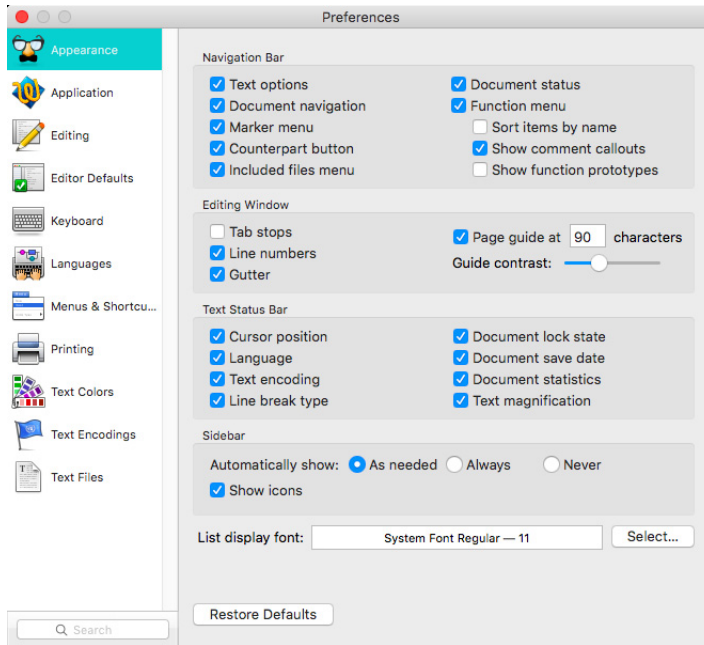 Preferences
Appearance
Application
Editing
Editor Defaults
Keyboard
Languages
Menus & Shortcu...
Printing
Text Colors
Text Encodings
Text Files
Search
Navigation Bar
Text options
Document navigation
Marker menu
Counterpart button
Included files menu
Document status
Function menu
Sort items by name
Show comment callouts
Show function prototypes
Editing Window
Tab stops
Line numbers
Gutter
Page guide at 90 characters
Guide contrast:
Text Status Bar
Cursor position
Language
Text encoding
Line break type
Document lock state
Document save date
Document statistics
Text magnification
Sidebar
Automatically show: As needed Always Never
Show icons
List display font: System Font Regular — 11 Select...
Restore Defaults